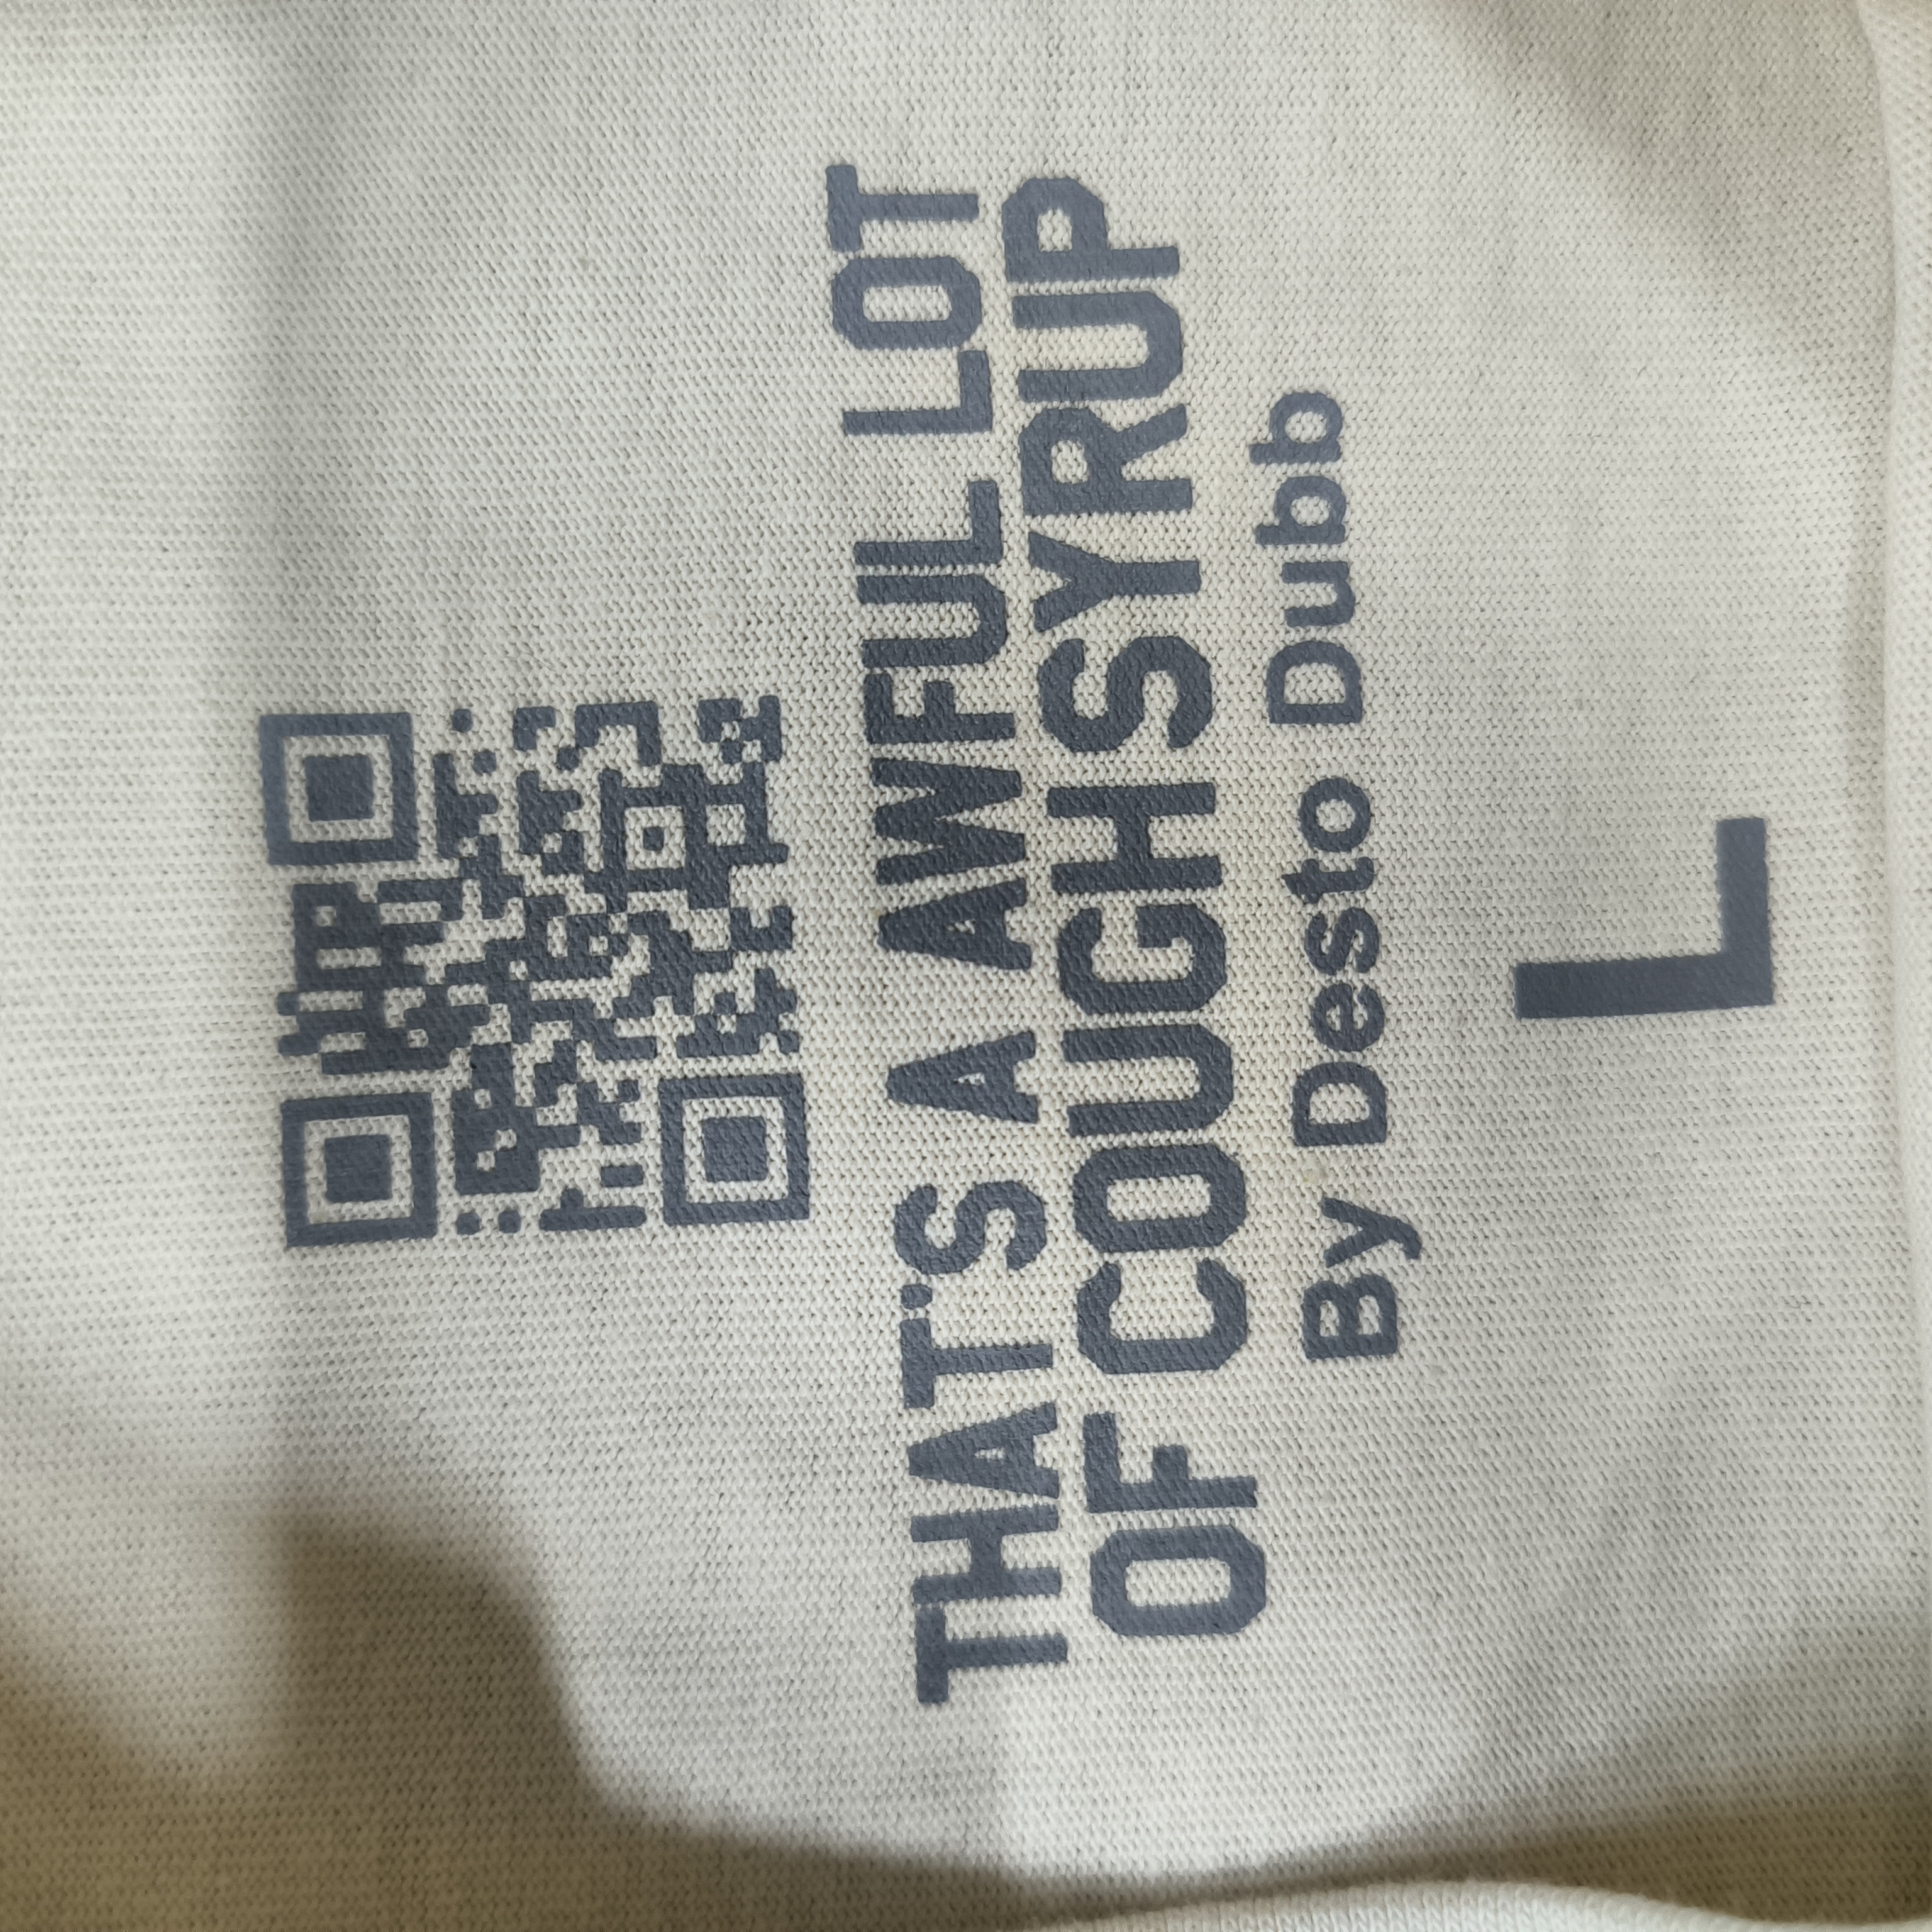 THAT'S A AWFUL LOT
OF COUGH SYRUP
By Desto Dubb
L